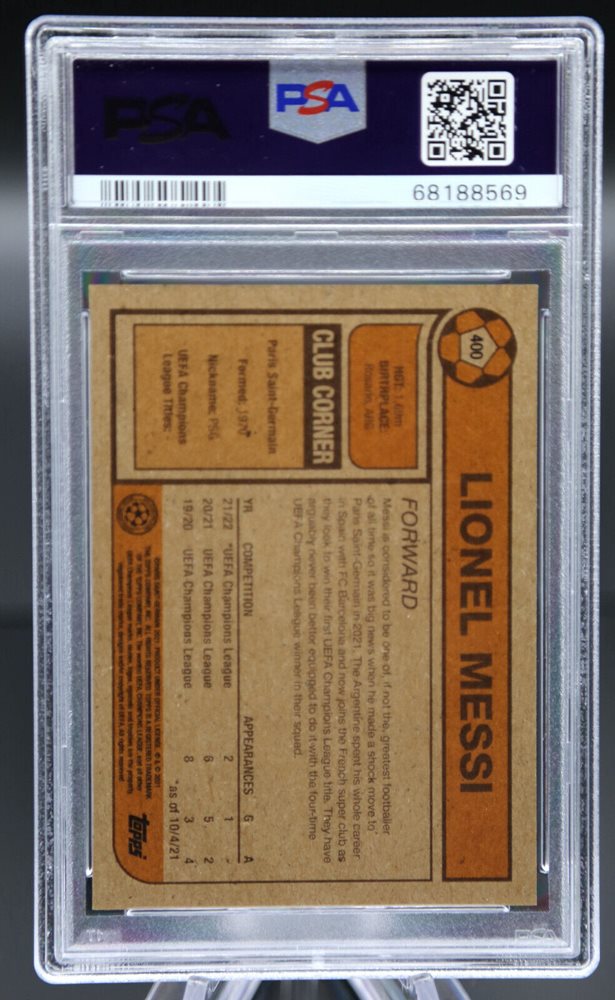 PSA
PSA
68188569
400
LIONEL MESSI
HGT: 1.69m
BIRTHPLACE:
Rosario, ARG
CLUB CORNER
Paris Saint-Germain
Formed: 1970
Nickname: PSG
UEFA Champions
League Titles: -
FORWARD
Messi is considered to be one of, if not the, greatest footballer
of all time so it was big news when he made a shock move to
Paris Saint-Germain in 2021. The Argentine spent his whole career
in Spain with FC Barcelona and now joins the French super club as
they look to win their first UEFA Champions League title. They have
arguably never been better equipped to do it with the four-time
UEFA Champions League winner in their squad.
YR COMPETITION APPEARANCES G A
21/22 *UEFA Champions League 2 1 -
20/21 UEFA Champions League 6 5 2
19/20 UEFA Champions League 8 3 4
*as of 10/4/21
Topps
PSA